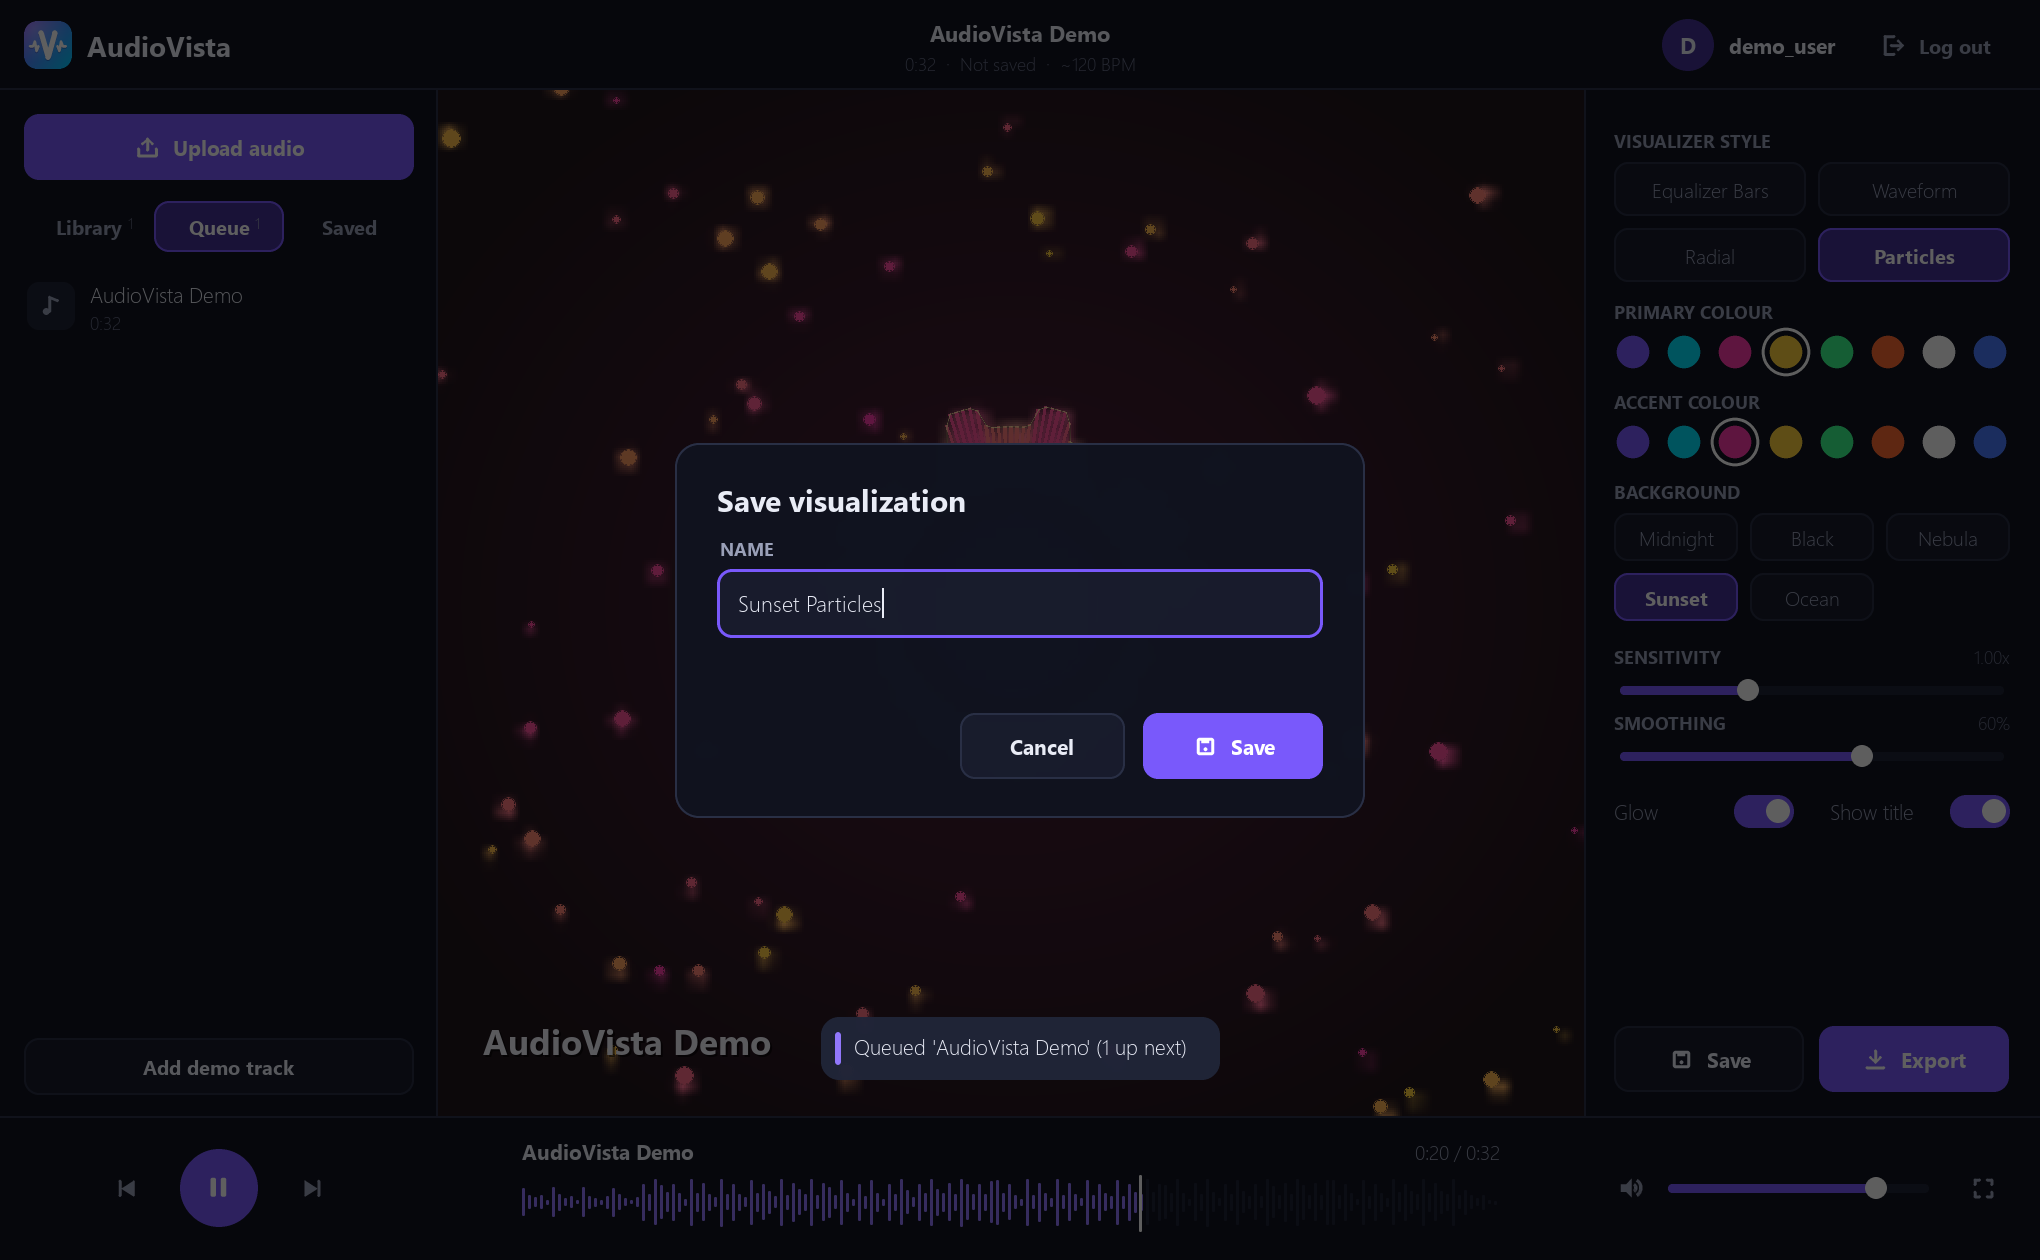 AudioVista
AudioVista Demo
0:32 · Not saved · ~120 BPM
D
demo_user
Log out
Upload audio
Library 1
Queue 1
Saved
AudioVista Demo
0:32
Add demo track
Save visualization
NAME
Sunset Particles
Cancel
Save
AudioVista Demo
Queued 'AudioVista Demo' (1 up next)
VISUALIZER STYLE
Equalizer Bars
Waveform
Radial
Particles
PRIMARY COLOUR
ACCENT COLOUR
BACKGROUND
Midnight
Black
Nebula
Sunset
Ocean
SENSITIVITY 1.00x
SMOOTHING 60%
Glow
Show title
Save
Export
AudioVista Demo
0:20 / 0:32